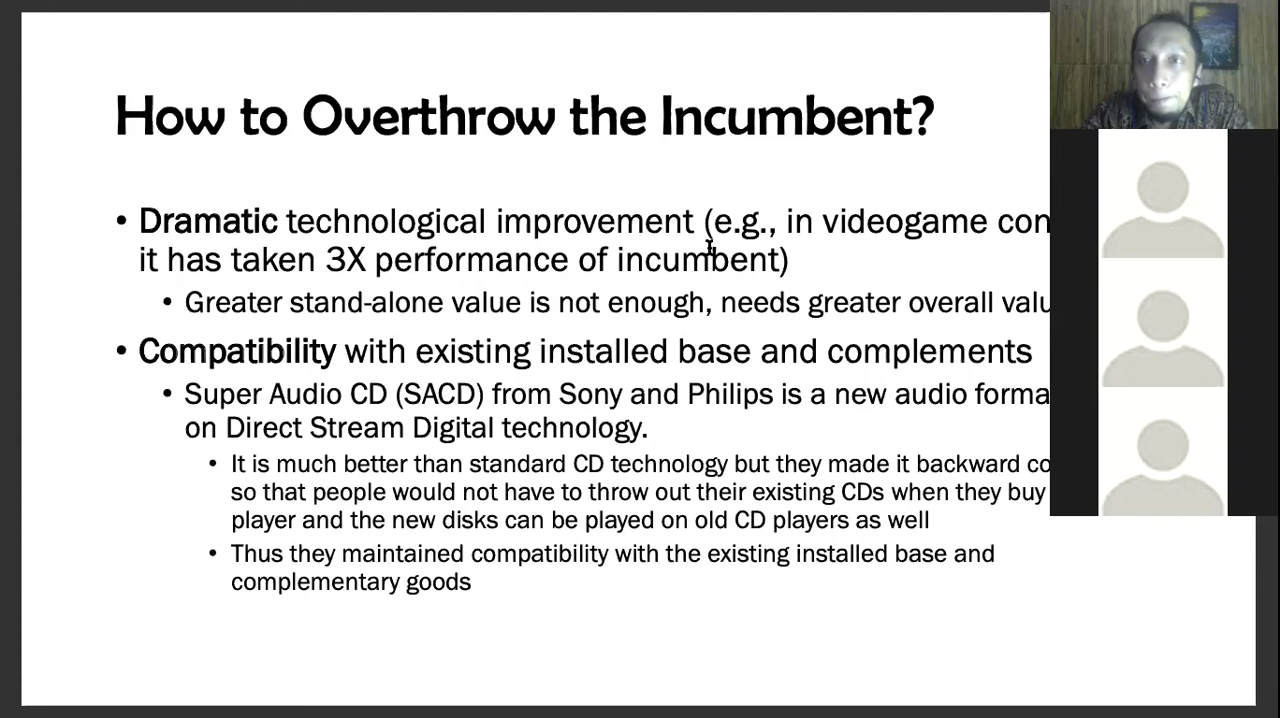 How to Overthrow the Incumbent?
• Dramatic technological improvement (e.g., in videogame con
it has taken 3X performance of incumbent)
• Greater stand-alone value is not enough, needs greater overall valu
• Compatibility with existing installed base and complements
• Super Audio CD (SACD) from Sony and Philips is a new audio forma
on Direct Stream Digital technology.
• It is much better than standard CD technology but they made it backward co
so that people would not have to throw out their existing CDs when they buy
player and the new disks can be played on old CD players as well
• Thus they maintained compatibility with the existing installed base and
complementary goods